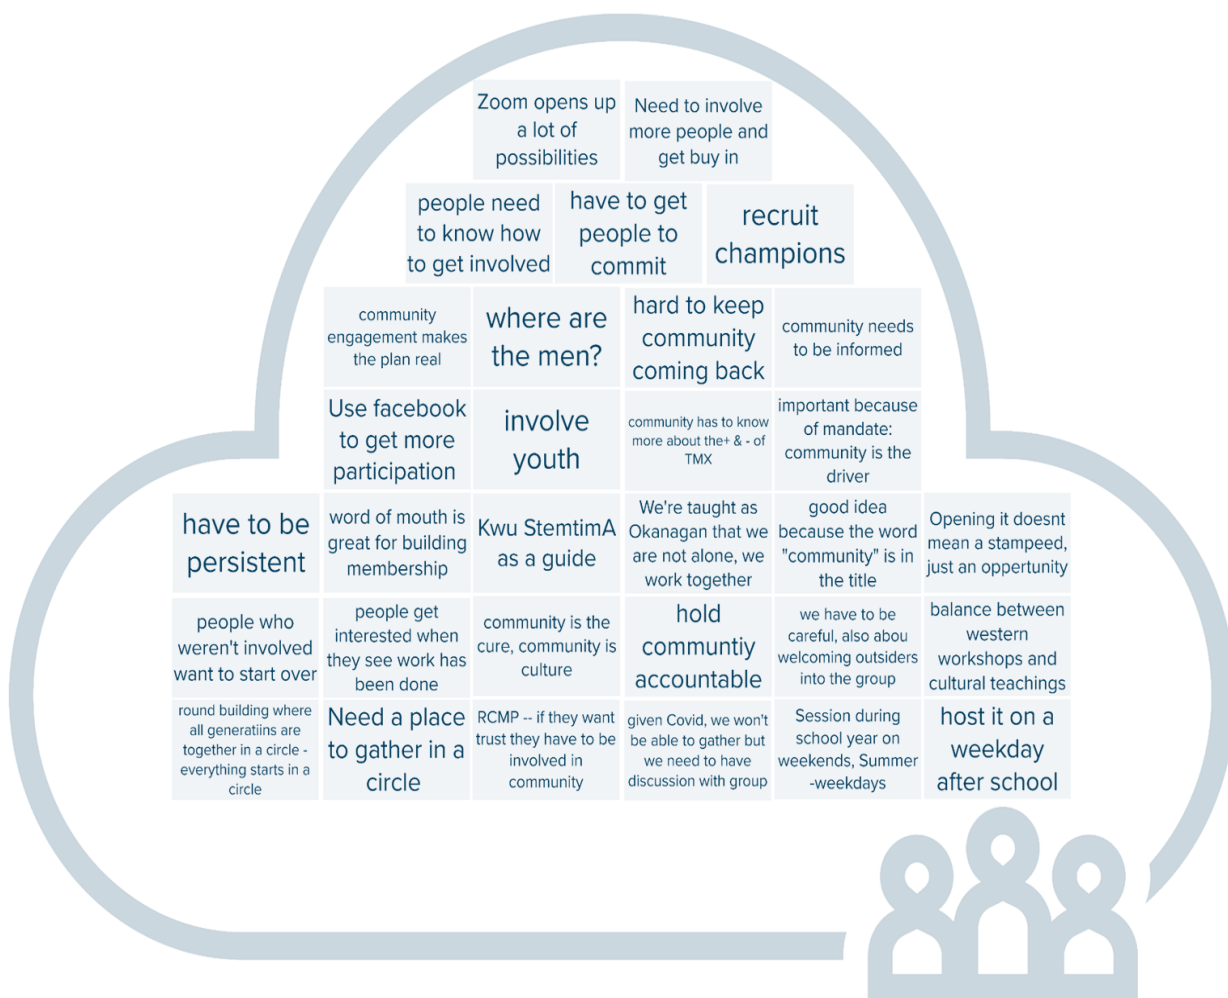 Zoom opens up
a lot of
possibilities
Need to involve
more people and
get buy in
people need
to know how
to get involved
have to get
people to
commit
recruit
champions
community
engagement makes
the plan real
where are
the men?
hard to keep
community
coming back
community needs
to be informed
Use facebook
to get more
participation
involve
youth
community has to know
more about the+ & - of
TMX
important because
of mandate:
community is the
driver
have to be
persistent
word of mouth is
great for building
membership
Kwu StemtimA
as a guide
We're taught as
Okanagan that we
are not alone, we
work together
good idea
because the word
"community" is in
the title
Opening it doesnt
mean a stampeed,
just an oppertunity
people who
weren't involved
want to start over
people get
interested when
they see work has
been done
community is the
cure, community is
culture
hold
communtiy
accountable
we have to be
careful, also abou
welcoming outsiders
into the group
balance between
western
workshops and
cultural teachings
round building where
all generatiins are
together in a circle -
everything starts in a
circle
Need a place
to gather in a
circle
RCMP -- if they want
trust they have to be
involved in
community
given Covid, we won't
be able to gather but
we need to have
discussion with group
Session during
school year on
weekends, Summer
-weekdays
host it on a
weekday
after school